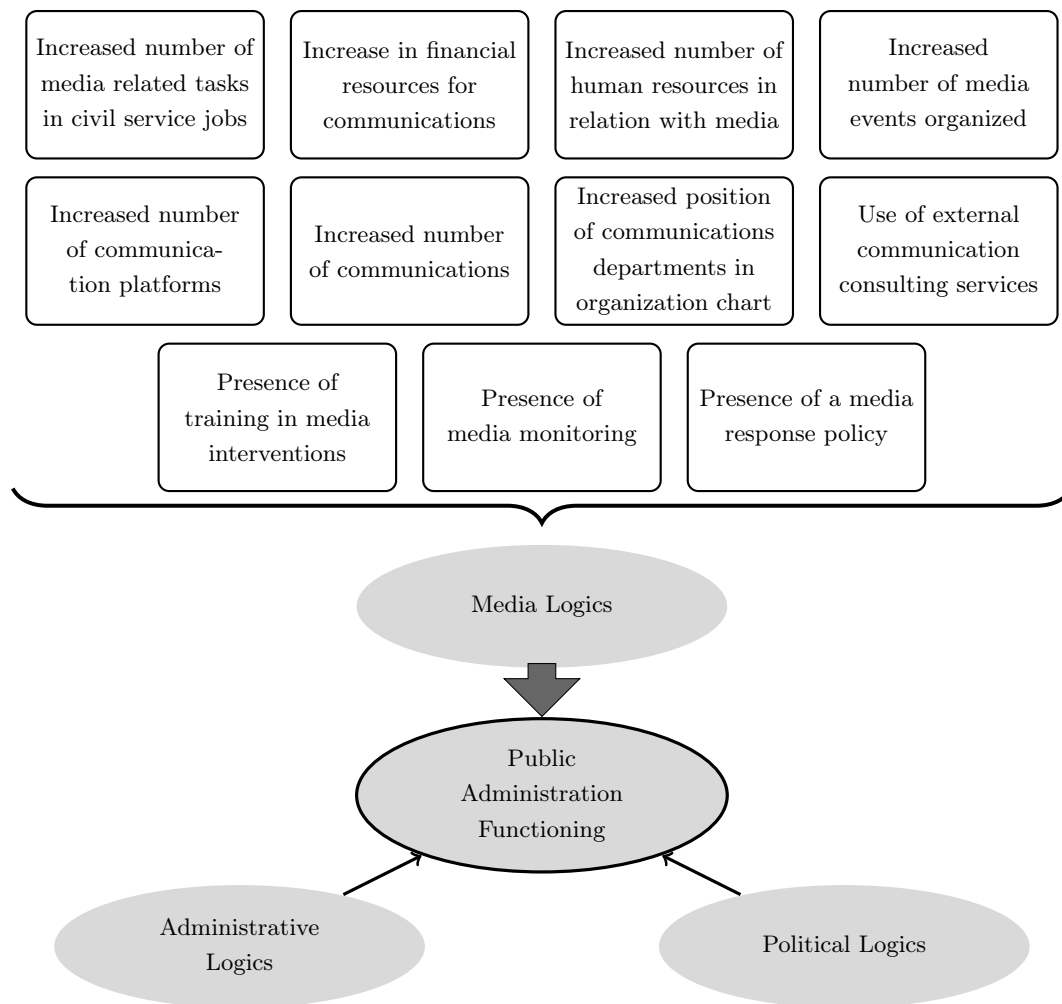 Increased number of
media related tasks
in civil service jobs
Increase in financial
resources for
communications
Increased number of
human resources in
relation with media
Increased
number of media
events organized
Increased number
of communica-
tion platforms
Increased number
of communications
Increased position
of communications
departments in
organization chart
Use of external
communication
consulting services
Presence of
training in media
interventions
Presence of
media monitoring
Presence of a media
response policy
Media Logics
Public
Administration
Functioning
Administrative
Logics
Political Logics